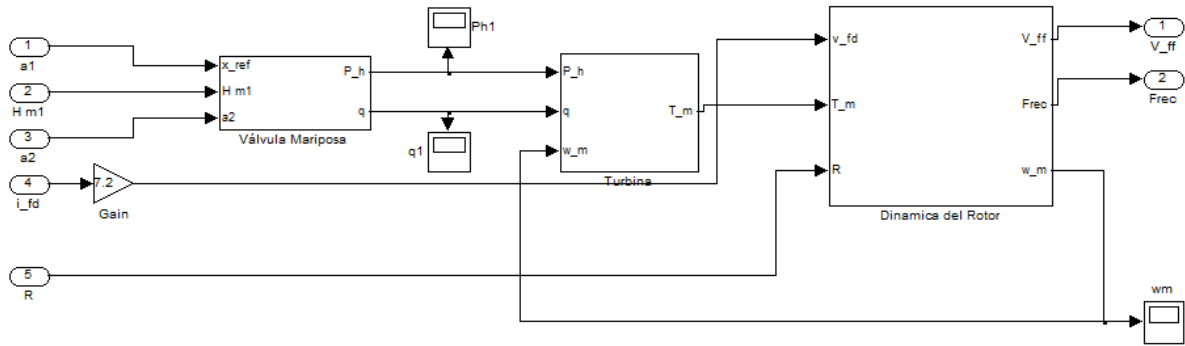 1
a1
2
H m1
3
a2
4
i_fd
7.2
Gain
5
R
x_ref
H m1
a2
P_h
q
Válvula Mariposa
Ph1
q1
P_h
q
w_m
T_m
Turbina
v_fd
T_m
R
V_ff
Frec
w_m
Dinamica del Rotor
1
V_ff
2
Frec
wm